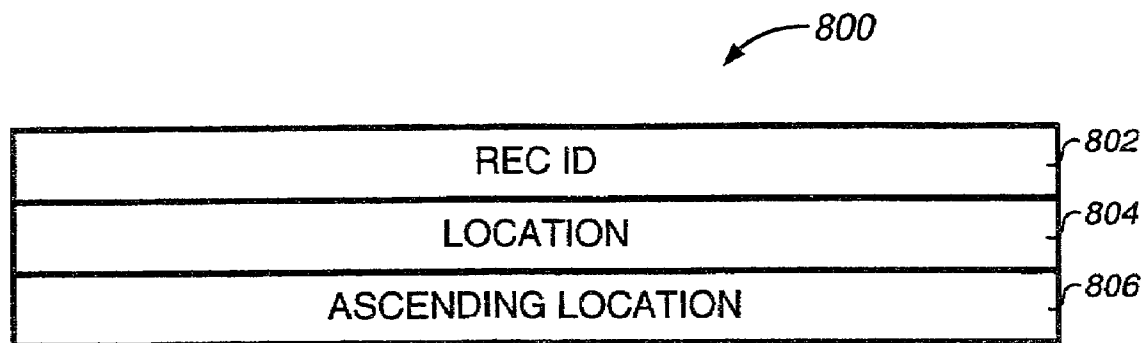 800
REC ID
802
LOCATION
804
ASCENDING LOCATION
806